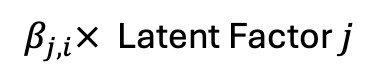 β_{j,i} × Latent Factor j